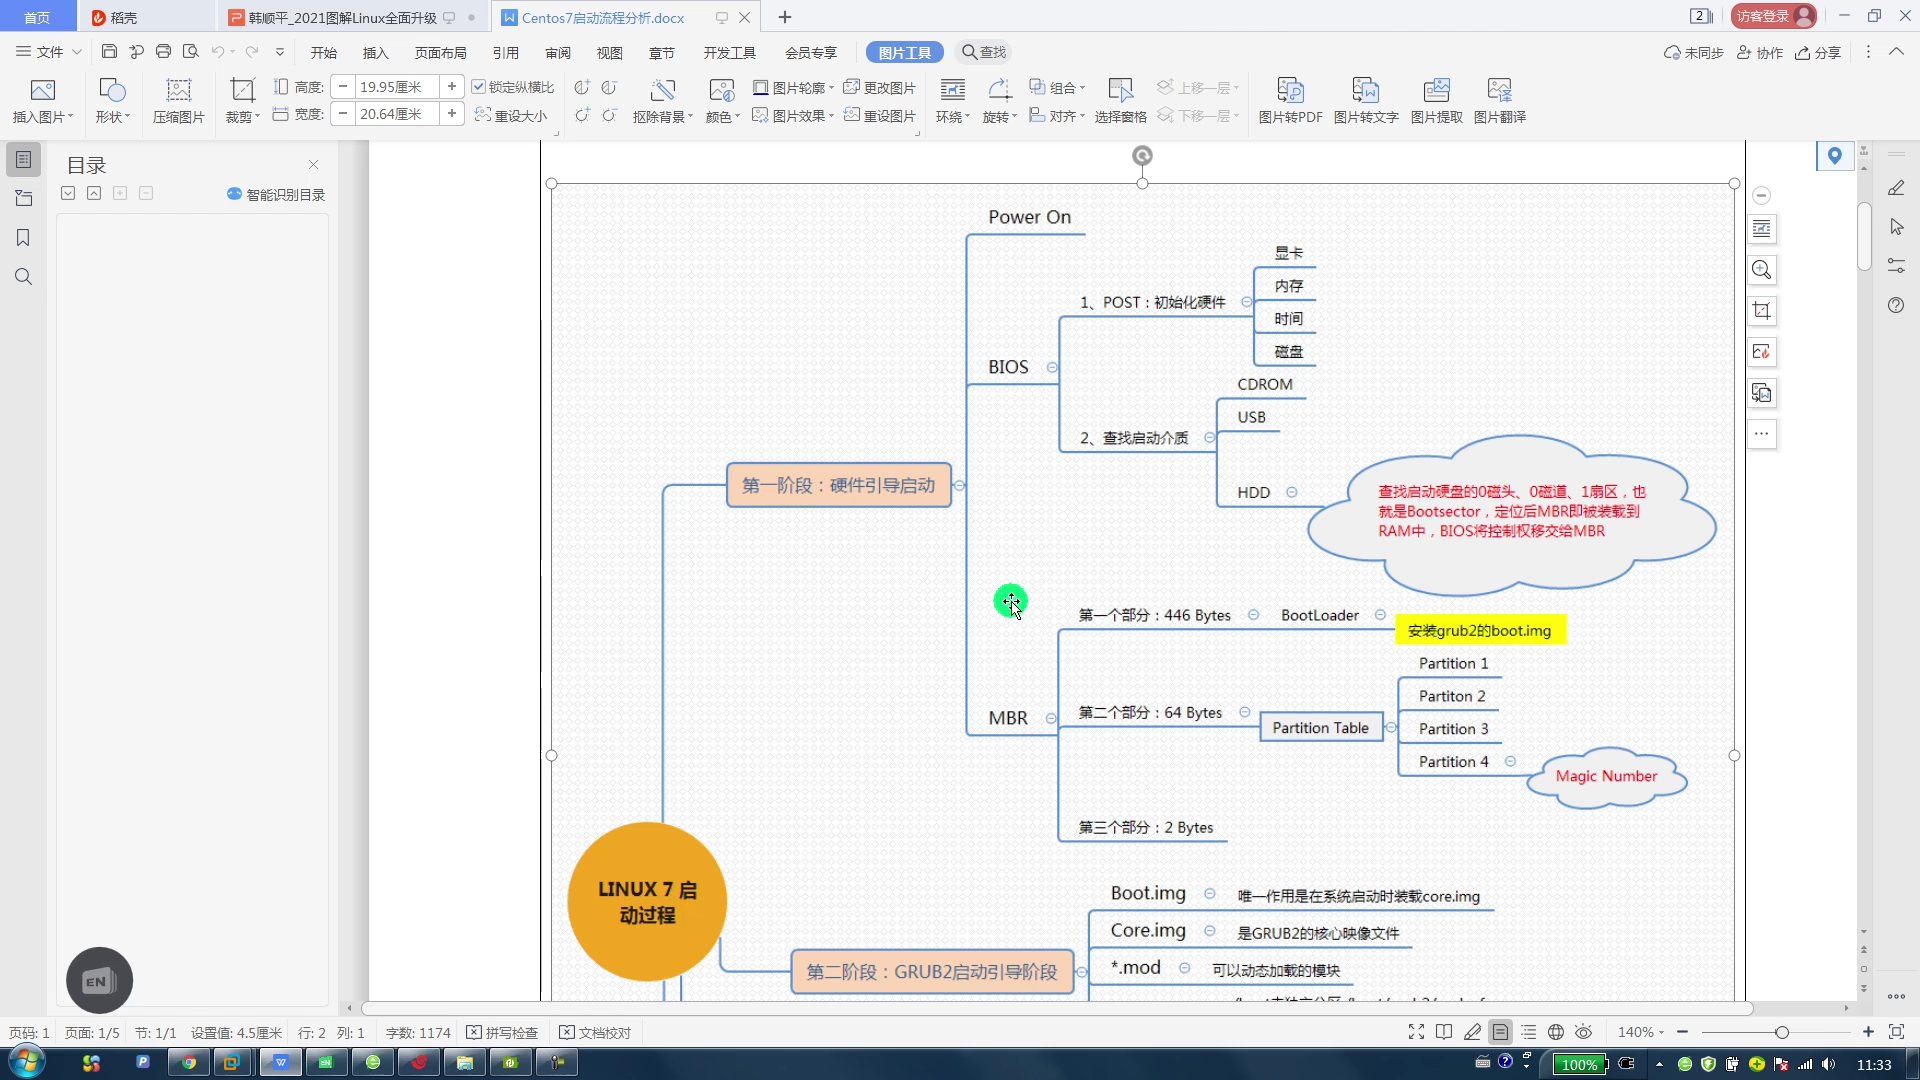 首页
稻壳
韩顺平_2021图解Linux全面升级
Centos7启动流程分析.docx
2
访客登录
文件
开始
插入
页面布局
引用
审阅
视图
章节
开发工具
会员专享
图片工具
查找
未同步
协作
分享
插入图片
形状
压缩图片
裁剪
高度:
19.95厘米
宽度:
20.64厘米
锁定纵横比
重设大小
抠除背景
颜色
图片轮廓
图片效果
更改图片
重设图片
环绕
旋转
组合
对齐
选择窗格
上移一层
下移一层
图片转PDF
图片转文字
图片提取
图片翻译
目录
智能识别目录
Power On
显卡
内存
1、POST：初始化硬件
时间
磁盘
BIOS
CDROM
USB
2、查找启动介质
HDD
查找启动硬盘的0磁头、0磁道、1扇区，也
就是Bootsector，定位后MBR即被装载到
RAM中，BIOS将控制权移交给MBR
第一阶段：硬件引导启动
第一个部分：446 Bytes
BootLoader
安装grub2的boot.img
Partition 1
Partiton 2
MBR
第二个部分：64 Bytes
Partition Table
Partition 3
Partition 4
Magic Number
第三个部分：2 Bytes
LINUX 7 启
动过程
Boot.img
唯一作用是在系统启动时装载core.img
Core.img
是GRUB2的核心映像文件
第二阶段：GRUB2启动引导阶段
*.mod
可以动态加载的模块
EN
页码: 1
页面: 1/5
节: 1/1
设置值: 4.5厘米
行: 2
列: 1
字数: 1174
拼写检查
文档校对
140%
100%
11:33